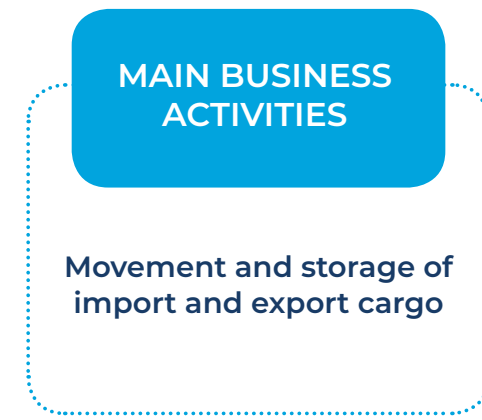 MAIN BUSINESS
ACTIVITIES
Movement and storage of
import and export cargo